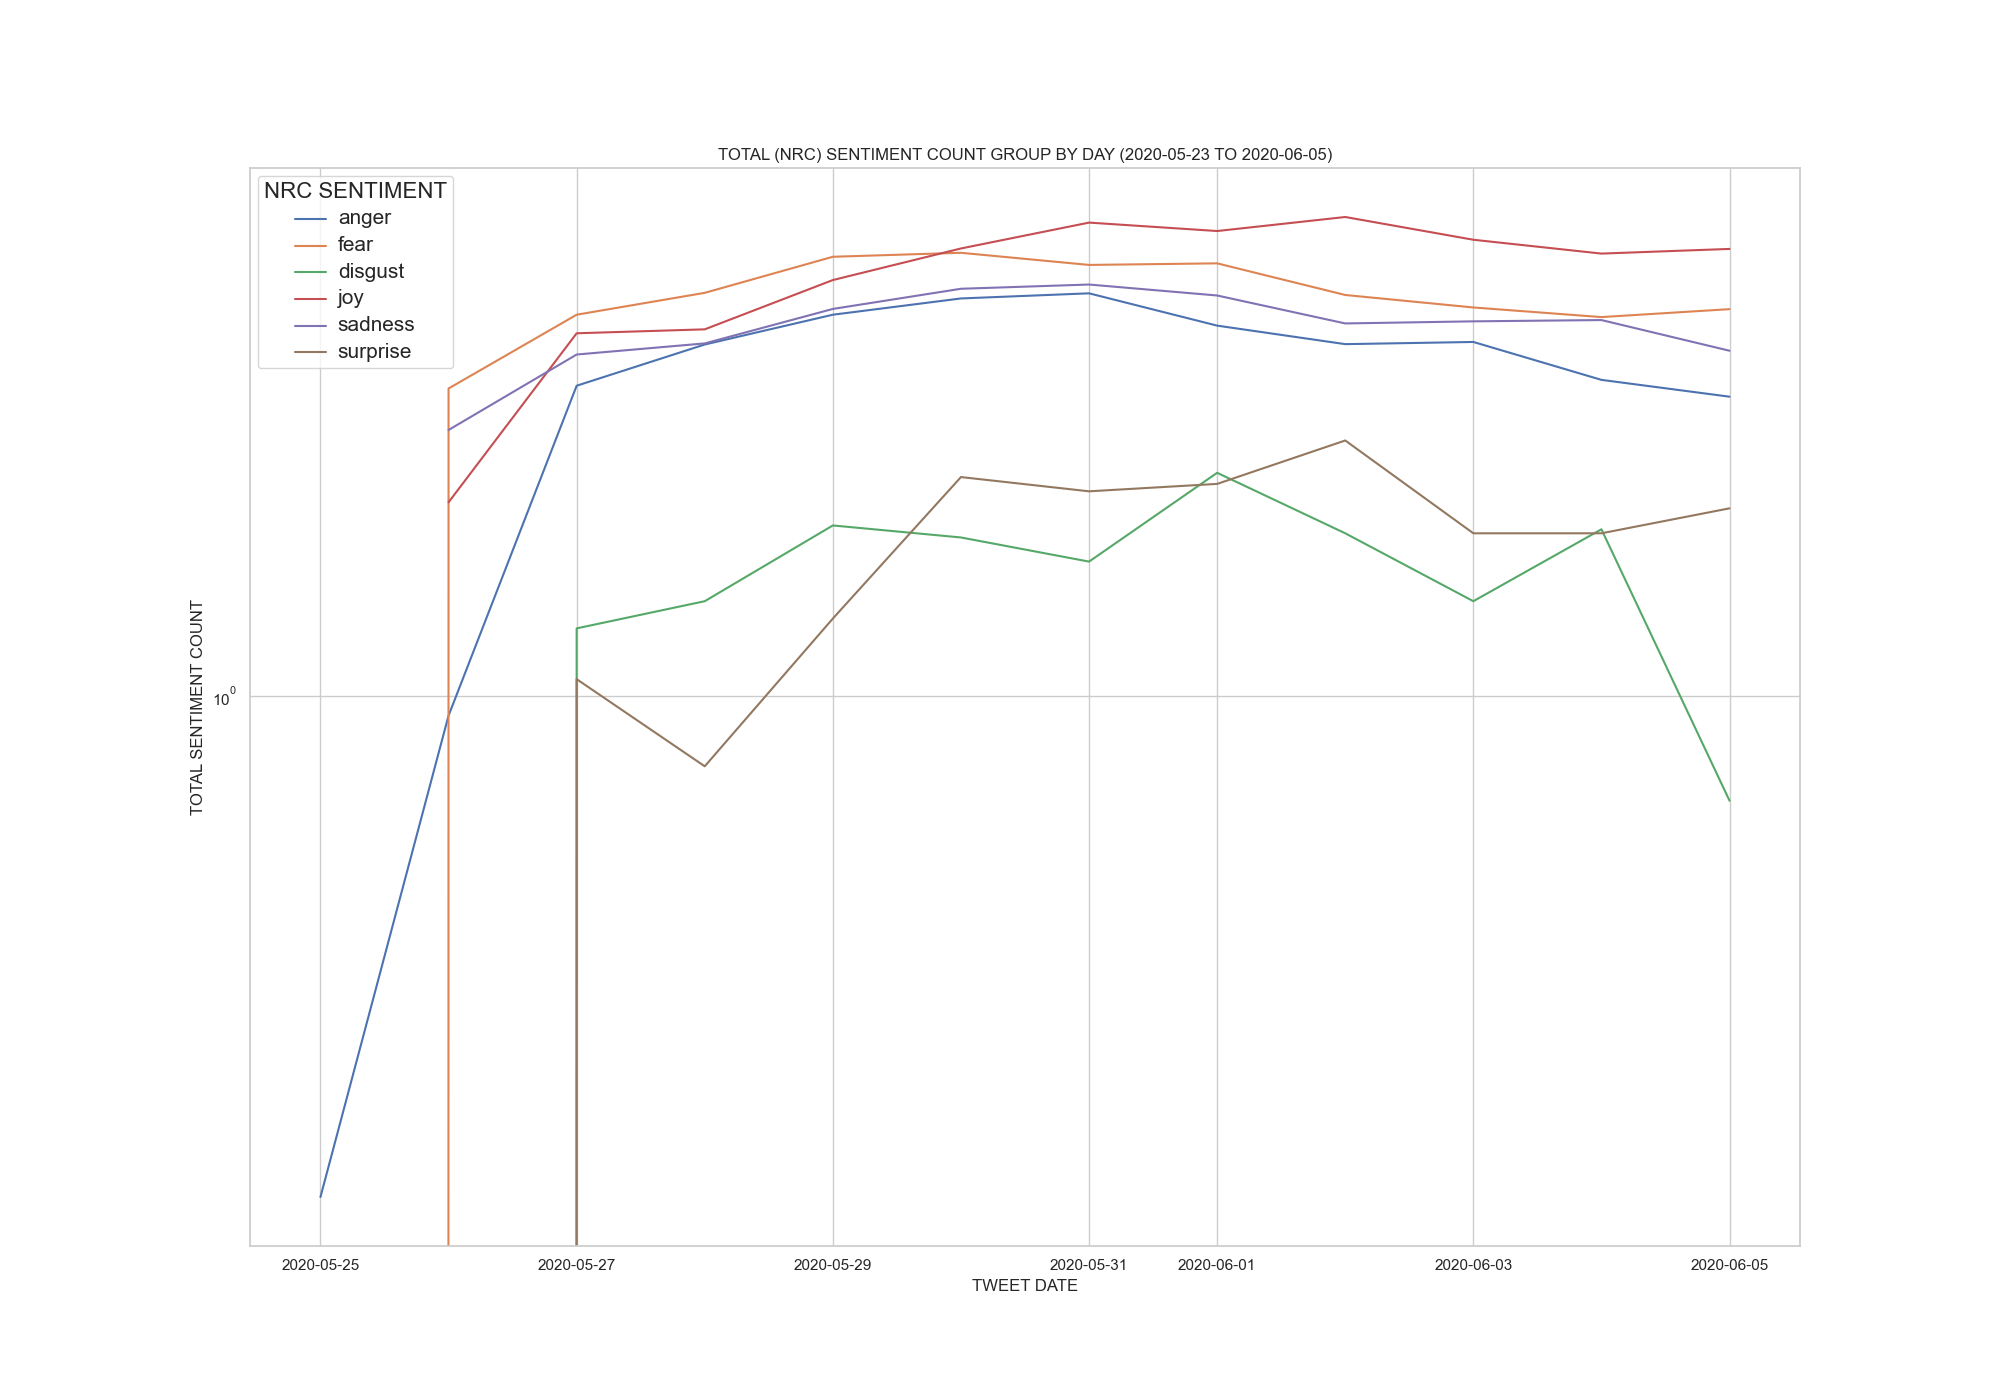 TOTAL (NRC) SENTIMENT COUNT GROUP BY DAY (2020-05-23 TO 2020-06-05)
NRC SENTIMENT
anger
fear
disgust
joy
sadness
surprise
TOTAL SENTIMENT COUNT
10⁰
2020-05-25 2020-05-27 2020-05-29 2020-05-31 2020-06-01 2020-06-03 2020-06-05
TWEET DATE